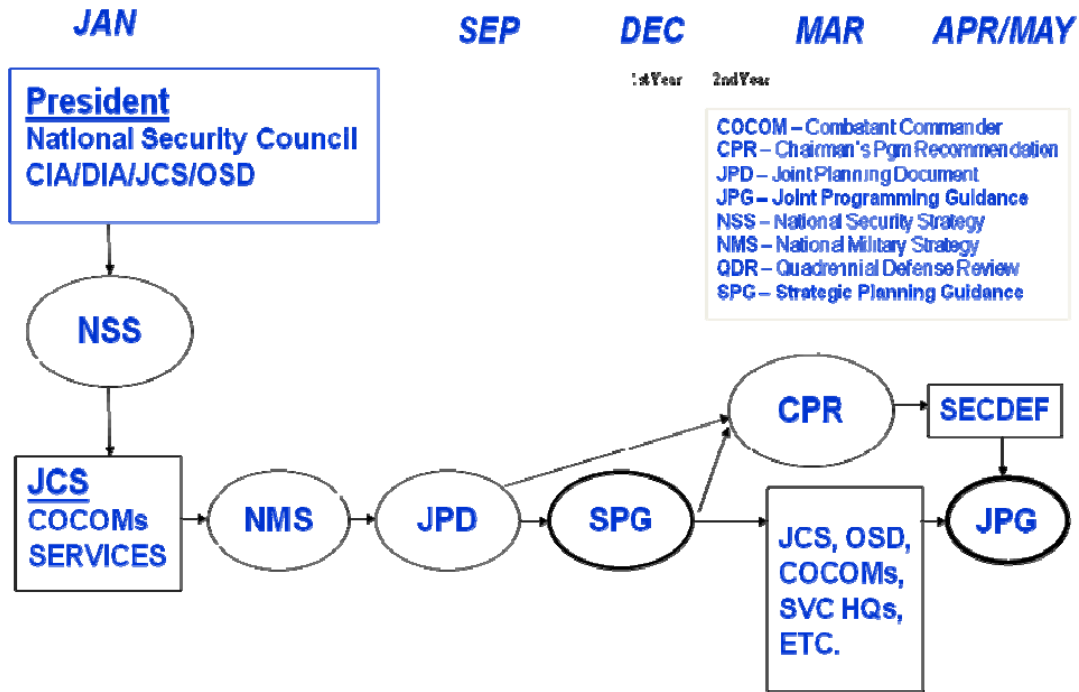 JAN SEP DEC MAR APR/MAY
1st Year 2nd Year
President
National Security Council
CIA/DIA/JCS/OSD
COCOM – Combatant Commander
CPR – Chairman's Pgm Recommendation
JPD – Joint Planning Document
JPG – Joint Programming Guidance
NSS – National Security Strategy
NMS – National Military Strategy
QDR – Quadrennial Defense Review
SPG – Strategic Planning Guidance
NSS
CPR
SECDEF
JCS
COCOMs
SERVICES
NMS
JPD
SPG
JCS, OSD,
COCOMs,
SVC HQs,
ETC.
JPG